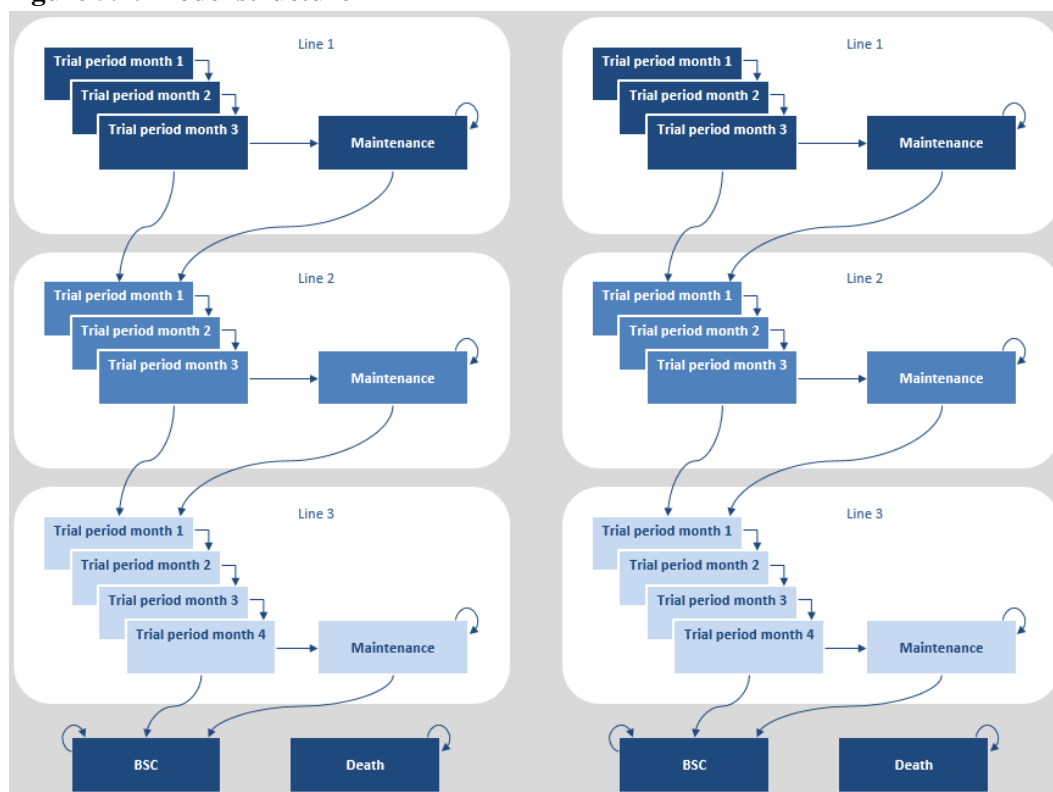 Line 1
Trial period month 1
Trial period month 2
Trial period month 3
Maintenance
Line 2
Trial period month 1
Trial period month 2
Trial period month 3
Maintenance
Line 3
Trial period month 1
Trial period month 2
Trial period month 3
Trial period month 4
Maintenance
BSC
Death
Line 1
Trial period month 1
Trial period month 2
Trial period month 3
Maintenance
Line 2
Trial period month 1
Trial period month 2
Trial period month 3
Maintenance
Line 3
Trial period month 1
Trial period month 2
Trial period month 3
Trial period month 4
Maintenance
BSC
Death